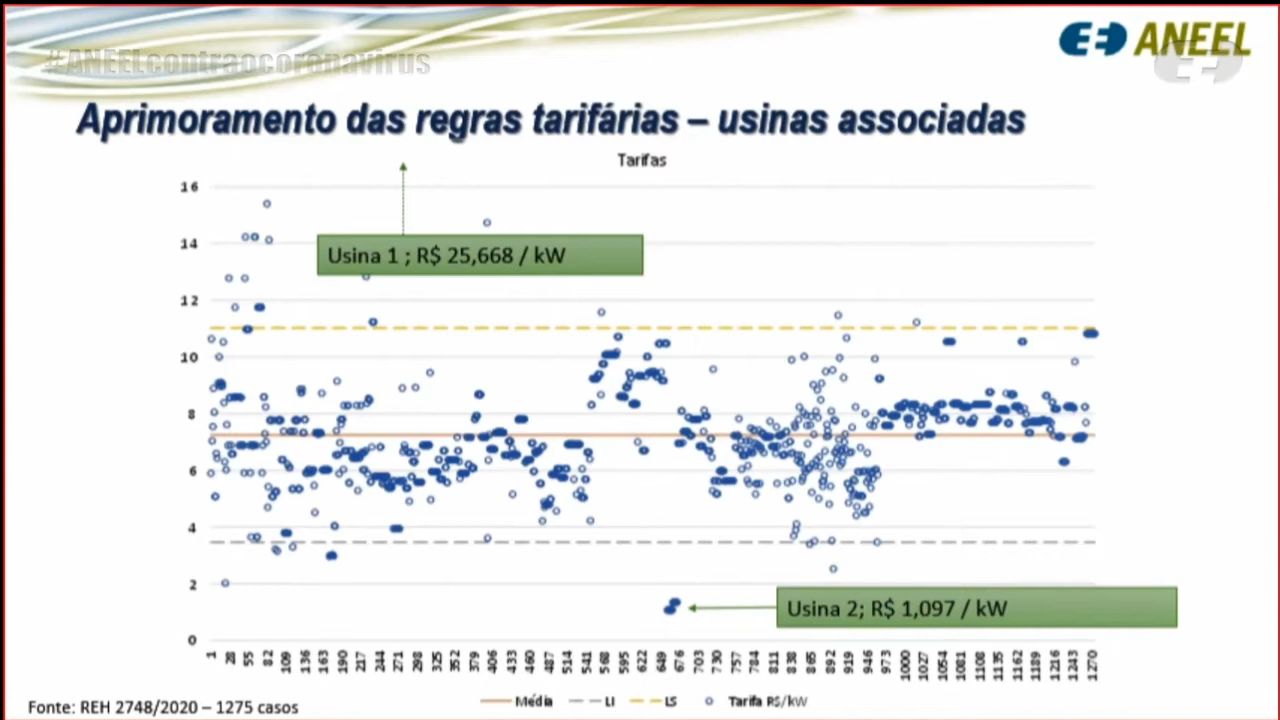 #ANEELcontraocoronavirus
ANEEL
Aprimoramento das regras tarifárias – usinas associadas
Tarifas
16
14
12
10
8
6
4
2
0
Usina 1 ; R$ 25,668 / kW
Usina 2; R$ 1,097 / kW
1 28 55 82 109 136 163 190 217 244 271 298 325 352 379 406 433 460 487 514 541 568 595 622 649 676 703 730 757 784 811 838 865 892 919 946 973 1000 1027 1054 1081 1108 1135 1162 1189 1216 1243 1270
Média LI LS Tarifa R$/kW
Fonte: REH 2748/2020 – 1275 casos